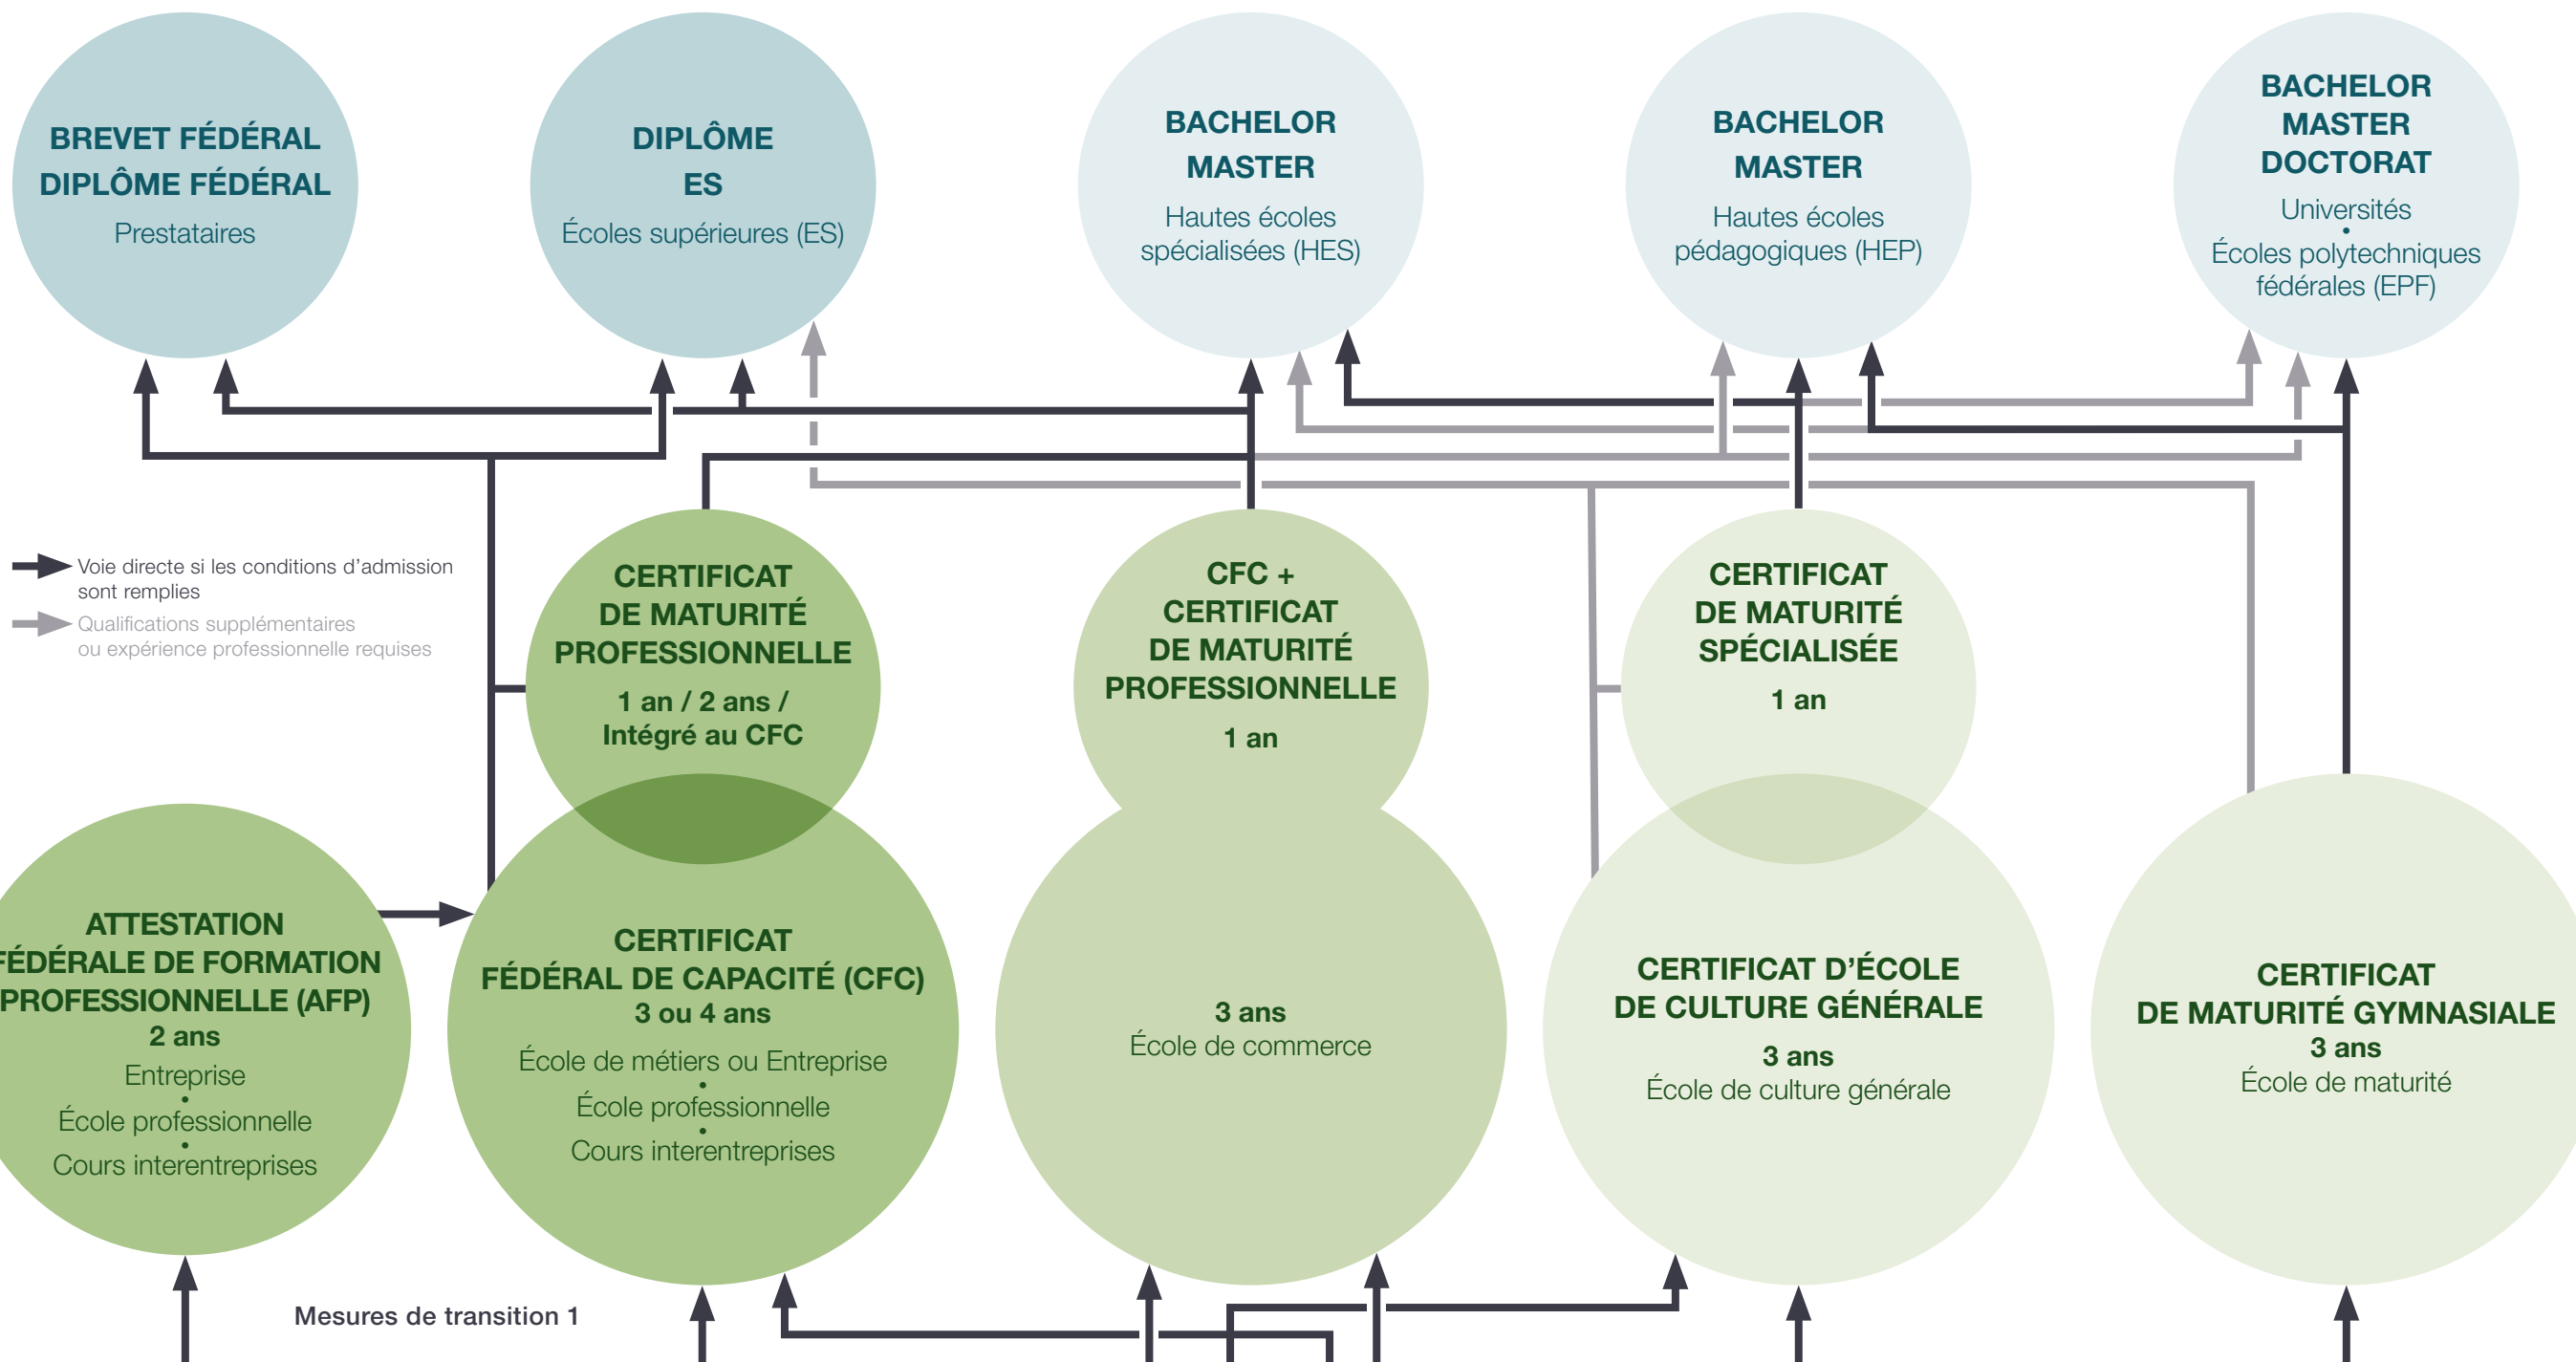 BREVET FÉDÉRAL
DIPLÔME FÉDÉRAL
Prestataires
DIPLÔME
ES
Écoles supérieures (ES)
BACHELOR
MASTER
Hautes écoles
spécialisées (HES)
BACHELOR
MASTER
Hautes écoles
pédagogiques (HEP)
BACHELOR
MASTER
DOCTORAT
Universités
•
Écoles polytechniques
fédérales (EPF)
Voie directe si les conditions d’admission
sont remplies
Qualifications supplémentaires
ou expérience professionnelle requises
CERTIFICAT
DE MATURITÉ
PROFESSIONNELLE
1 an / 2 ans /
Intégré au CFC
CFC +
CERTIFICAT
DE MATURITÉ
PROFESSIONNELLE
1 an
CERTIFICAT
DE MATURITÉ
SPÉCIALISÉE
1 an
ATTESTATION
FÉDÉRALE DE FORMATION
PROFESSIONNELLE (AFP)
2 ans
Entreprise
•
École professionnelle
•
Cours interentreprises
CERTIFICAT
FÉDÉRAL DE CAPACITÉ (CFC)
3 ou 4 ans
École de métiers ou Entreprise
•
École professionnelle
•
Cours interentreprises
3 ans
École de commerce
CERTIFICAT D’ÉCOLE
DE CULTURE GÉNÉRALE
3 ans
École de culture générale
CERTIFICAT
DE MATURITÉ GYMNASIALE
3 ans
École de maturité
Mesures de transition 1